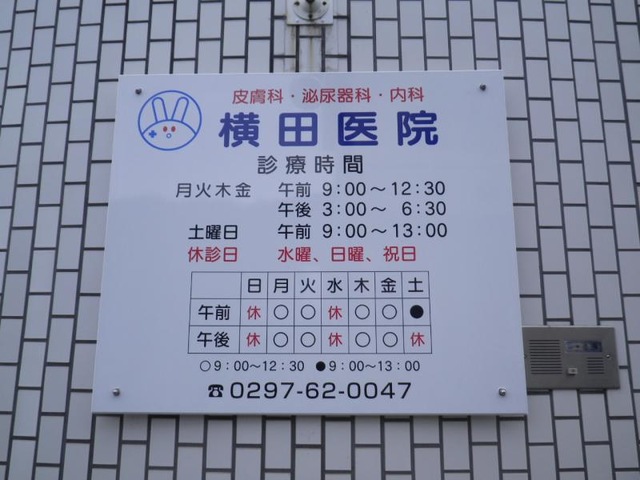 皮膚科・泌尿器科・内科
横田医院
診療時間
月火木金 午前 9:00～12:30
午後 3:00～ 6:30
土曜日 午前 9:00～13:00
休診日 水曜、日曜、祝日
日 月 火 水 木 金 土
午前 休 ○ ○ 休 ○ ○ ●
午後 休 ○ ○ 休 ○ ○ 休
○9:00～12:30 ●9:00～13:00
☎0297-62-0047